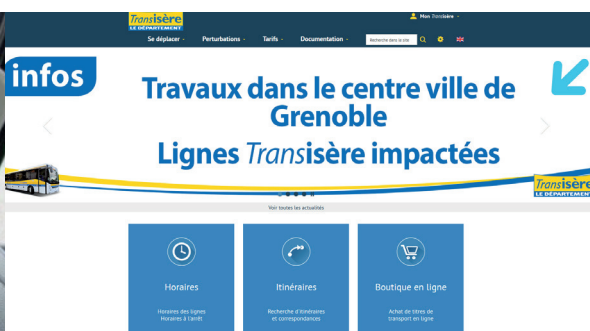 Transisère
LE DÉPARTEMENT
Mon Transisère
Se déplacer
Perturbations
Tarifs
Documentation
Recherche dans le site
infos
Travaux dans le centre ville de
Grenoble
Lignes Transisère impactées
Transisère
LE DÉPARTEMENT
Voir toutes les actualités
Horaires
Horaires des lignes
Horaires à l'arrêt
Itinéraires
Recherche d'itinéraires
et correspondances
Boutique en ligne
Achat de titres de
transport en ligne